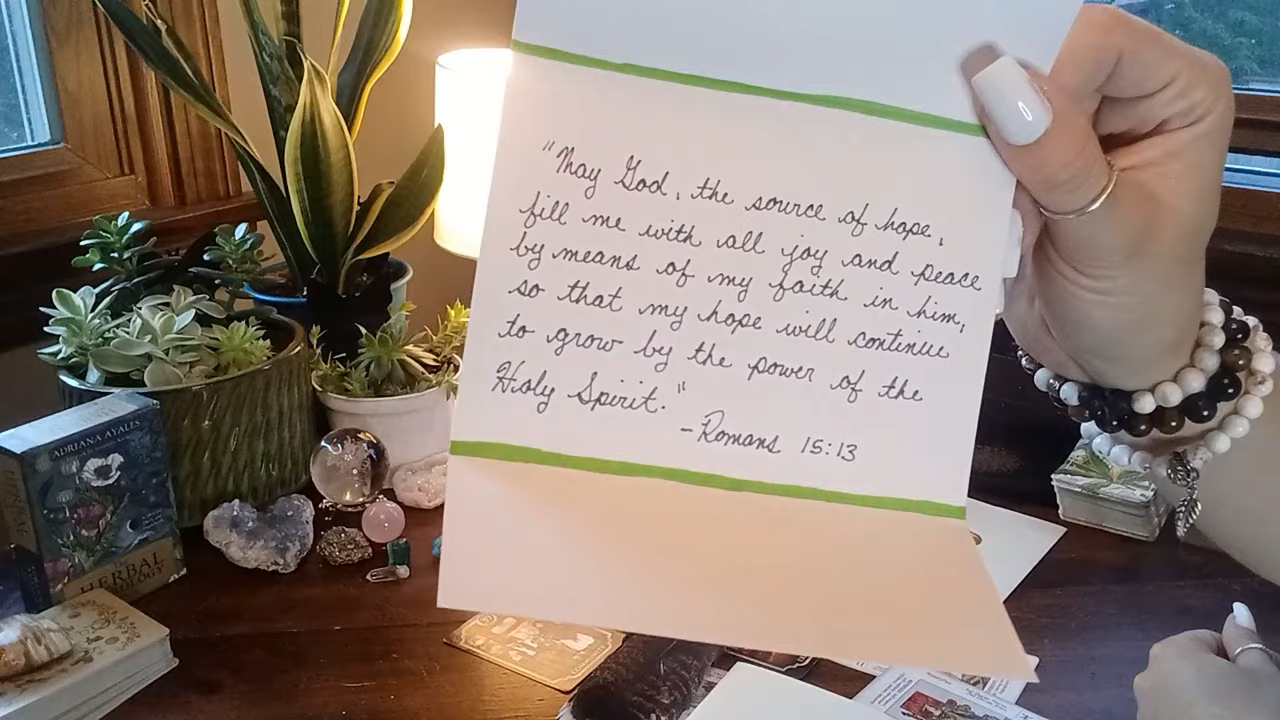 "May God, the source of hope,
fill me with all joy and peace
by means of my faith in him,
so that my hope will continue
to grow by the power of the
Holy Spirit."
-Romans 15:13
ADRIANA AYALES
HERBAL